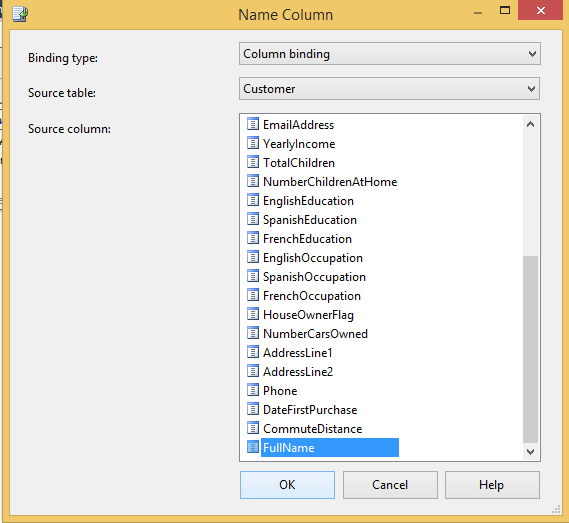 Name Column
Binding type:
Column binding
Source table:
Customer
Source column:
EmailAddress
YearlyIncome
TotalChildren
NumberChildrenAtHome
EnglishEducation
SpanishEducation
FrenchEducation
EnglishOccupation
SpanishOccupation
FrenchOccupation
HouseOwnerFlag
NumberCarsOwned
AddressLine1
AddressLine2
Phone
DateFirstPurchase
CommuteDistance
FullName
OK
Cancel
Help